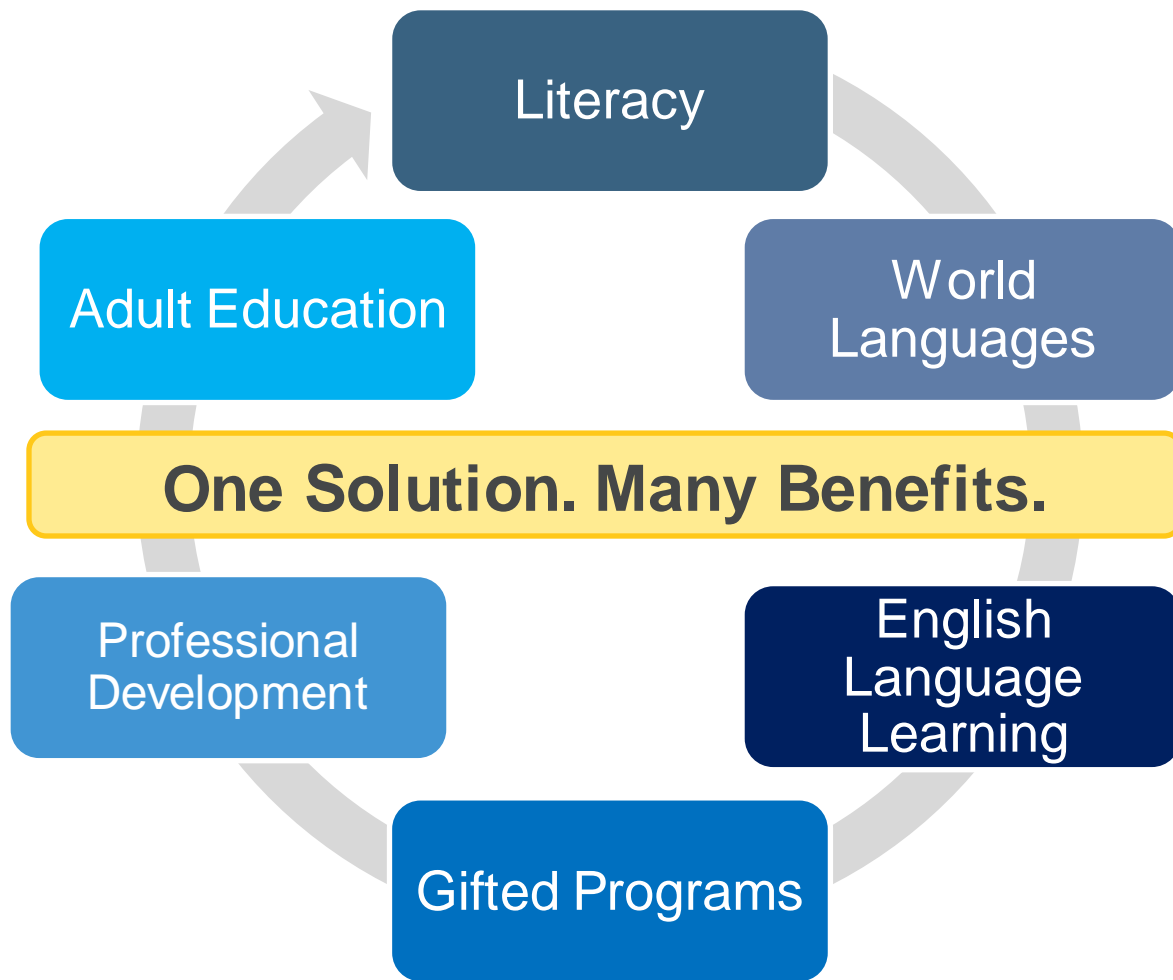 Literacy
World
Languages
Adult Education
One Solution. Many Benefits.
Professional
Development
English
Language
Learning
Gifted Programs